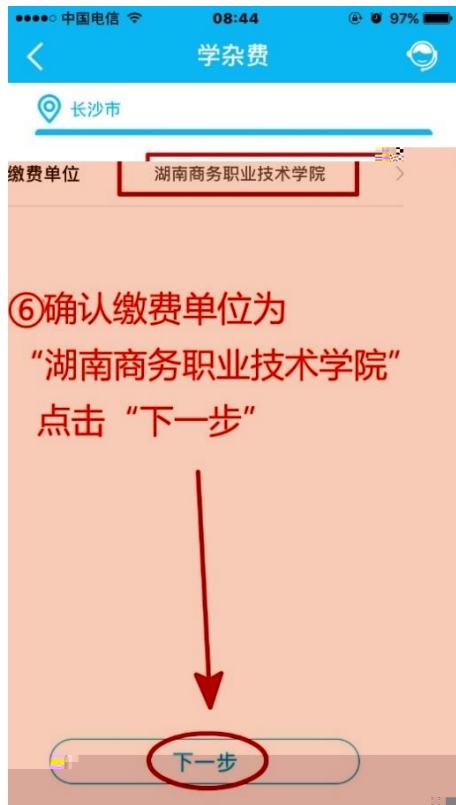 中国电信 08:44 97%
学杂费
长沙市
缴费单位 湖南商务职业技术学院
⑥确认缴费单位为
“湖南商务职业技术学院”
点击“下一步”
下一步